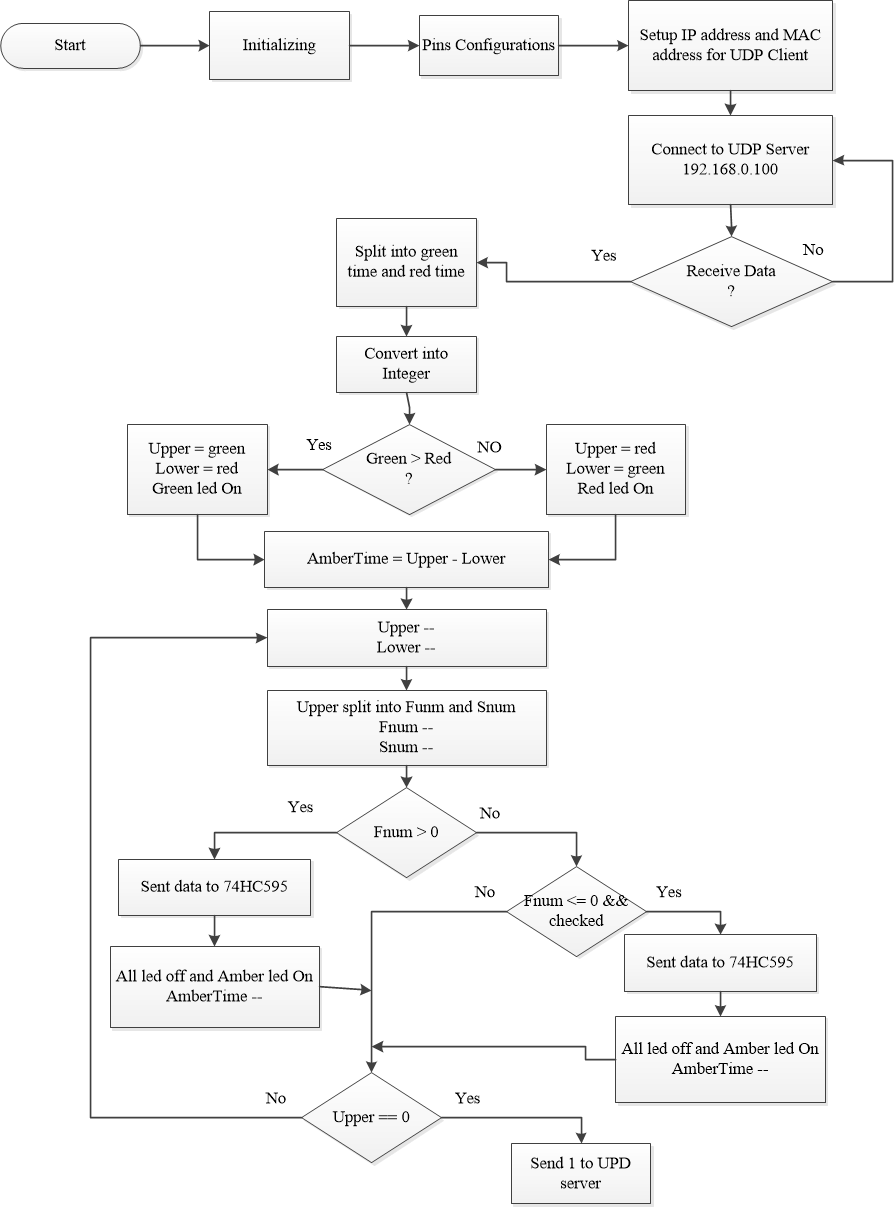 Start
Initializing
Pins Configurations
Setup IP address and MAC
address for UDP Client
Connect to UDP Server
192.168.0.100
Receive Data
?
Yes
No
Split into green
time and red time
Convert into
Integer
Green > Red
?
Yes
NO
Upper = green
Lower = red
Green led On
Upper = red
Lower = green
Red led On
AmberTime = Upper - Lower
Upper --
Lower --
Upper split into Funm and Snum
Fnum --
Snum --
Fnum > 0
Yes
No
Sent data to 74HC595
All led off and Amber led On
AmberTime --
Fnum <= 0 &&
checked
No
Yes
Sent data to 74HC595
All led off and Amber led On
AmberTime --
Upper == 0
No
Yes
Send 1 to UPD
server